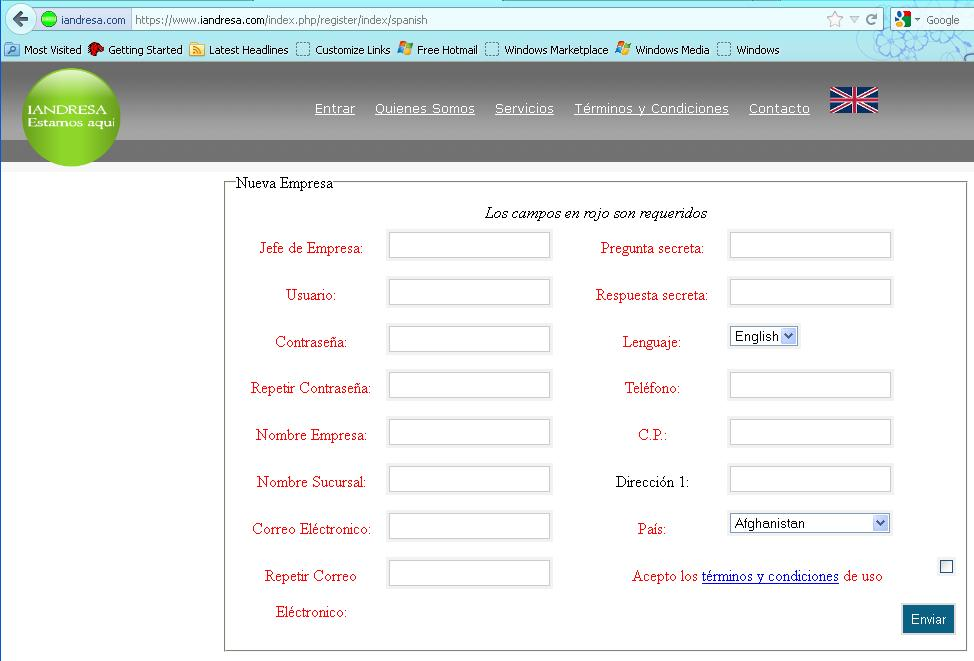 iandresa.com https://www.iandresa.com/index.php/register/index/spanish Google
Most Visited Getting Started Latest Headlines Customize Links Free Hotmail Windows Marketplace Windows Media Windows
IANDRESA
Estamos aquí
Entrar Quienes Somos Servicios Términos y Condiciones Contacto
Nueva Empresa
Los campos en rojo son requeridos
Jefe de Empresa: Pregunta secreta:
Usuario: Respuesta secreta:
Contraseña: Lenguaje: English
Repetir Contraseña: Teléfono:
Nombre Empresa: C.P.:
Nombre Sucursal: Dirección 1:
Correo Eléctronico: País: Afghanistan
Repetir Correo Acepto los términos y condiciones de uso
Eléctronico:
Enviar